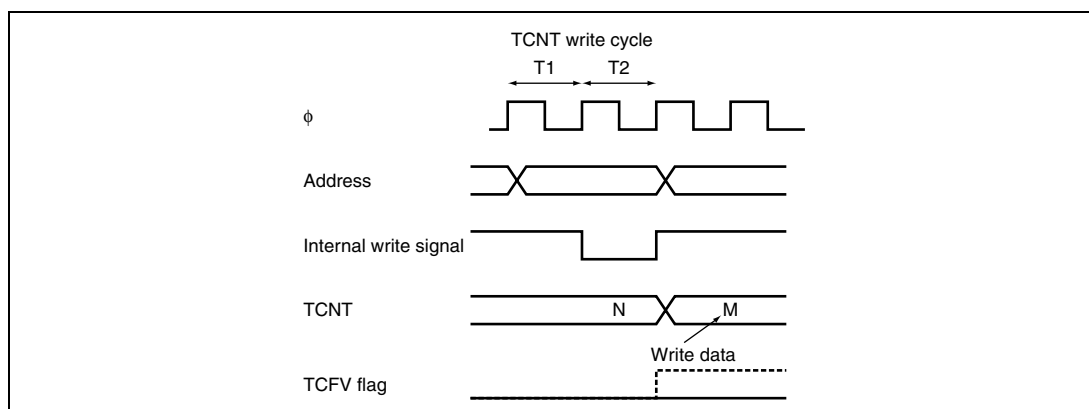 TCNT write cycle
T1 T2
ϕ
Address
Internal write signal
TCNT N M
Write data
TCFV flag